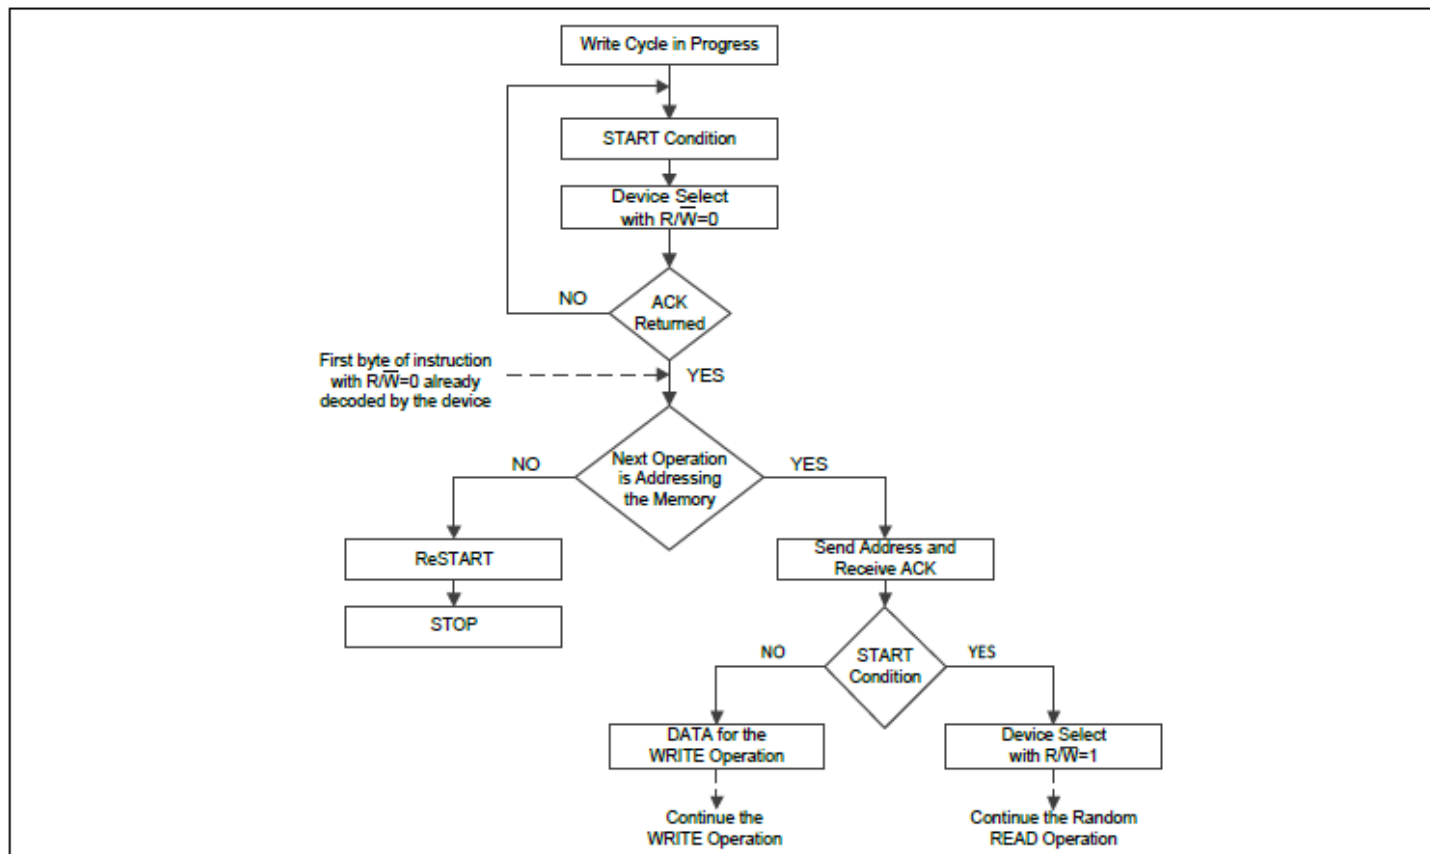 Write Cycle in Progress
START Condition
Device Select
with R/W̅=0
ACK
Returned
NO
YES
First byte of instruction
with R/W̅=0 already
decoded by the device
Next Operation
is Addressing
the Memory
NO
YES
ReSTART
STOP
Send Address and
Receive ACK
START
Condition
NO
YES
DATA for the
WRITE Operation
Device Select
with R/W̅=1
Continue the
WRITE Operation
Continue the Random
READ Operation